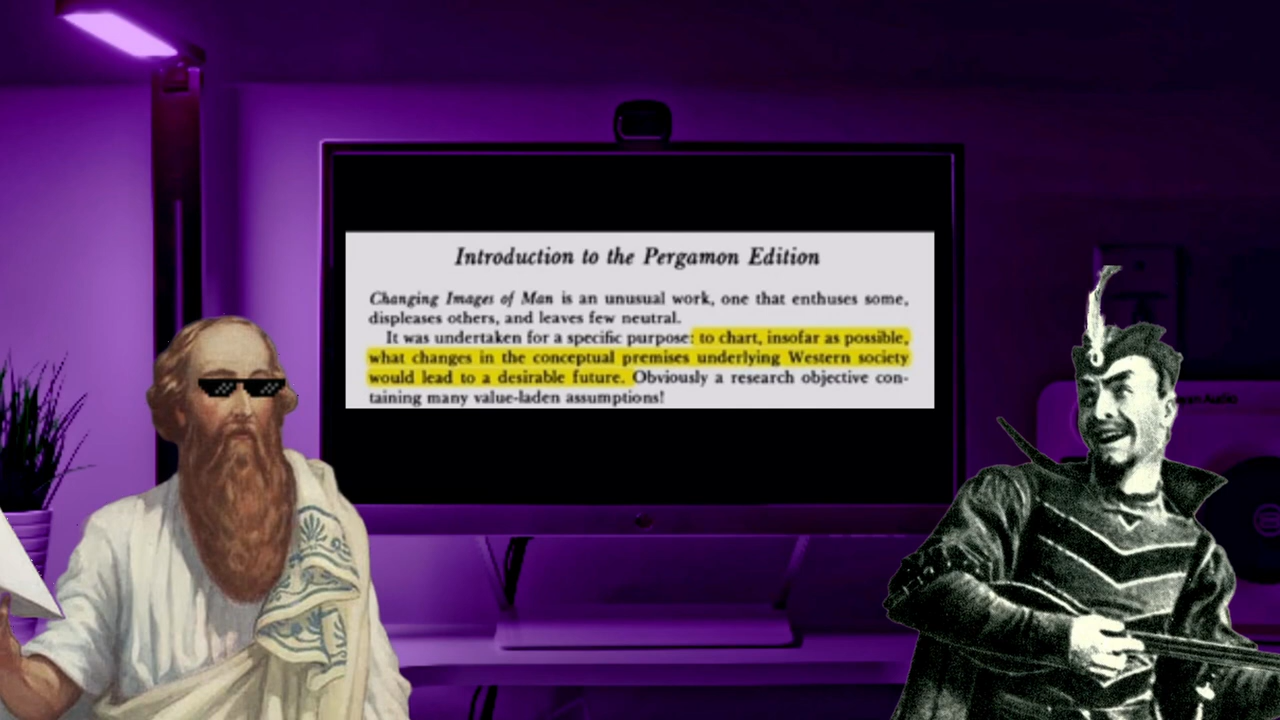 Introduction to the Pergamon Edition
Changing Images of Man is an unusual work, one that enthuses some,
displeases others, and leaves few neutral.
It was undertaken for a specific purpose: to chart, insofar as possible,
what changes in the conceptual premises underlying Western society
would lead to a desirable future. Obviously a research objective con-
taining many value-laden assumptions!
Audio